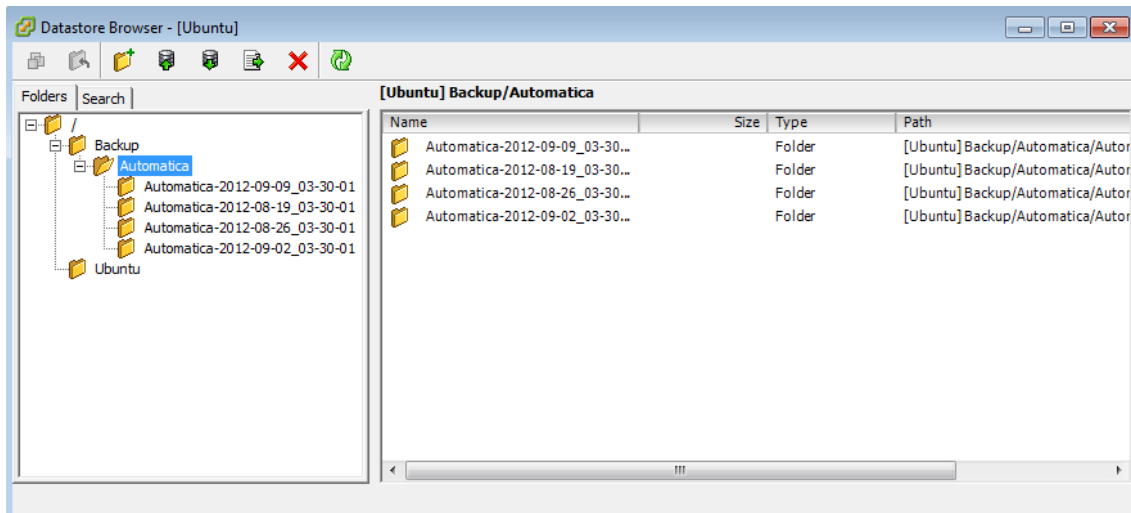 Datastore Browser - [Ubuntu]
Folders Search
[Ubuntu] Backup/Automatica
/
Backup
Automatica
Automatica-2012-09-09_03-30-01
Automatica-2012-08-19_03-30-01
Automatica-2012-08-26_03-30-01
Automatica-2012-09-02_03-30-01
Ubuntu
Name Size Type Path
Automatica-2012-09-09_03-30... Folder [Ubuntu] Backup/Automatica/Autor
Automatica-2012-08-19_03-30... Folder [Ubuntu] Backup/Automatica/Autor
Automatica-2012-08-26_03-30... Folder [Ubuntu] Backup/Automatica/Autor
Automatica-2012-09-02_03-30... Folder [Ubuntu] Backup/Automatica/Autor